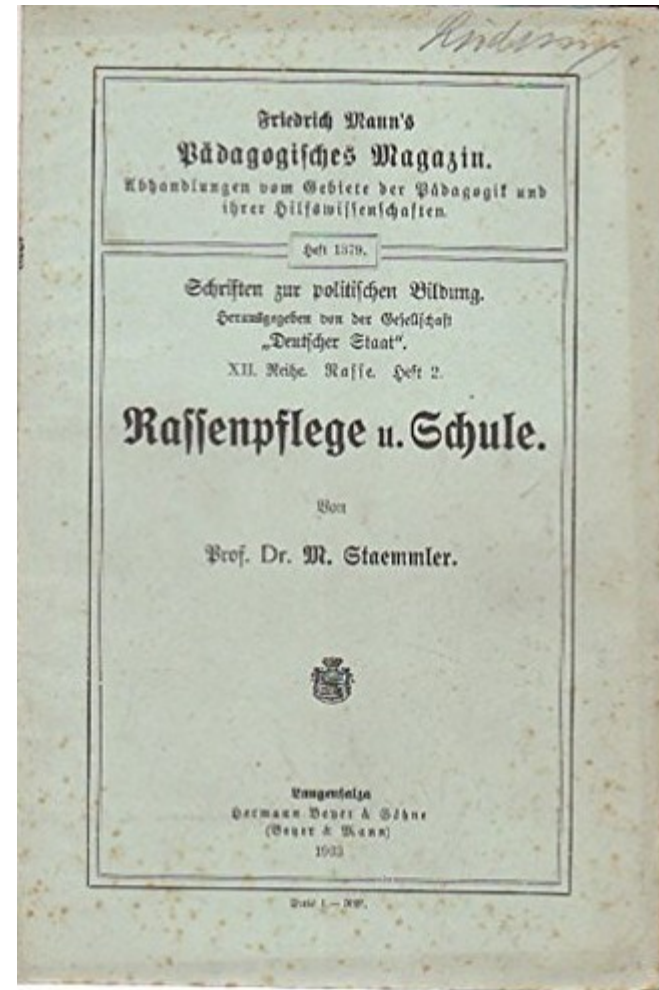 Friedrich Mann's
Pädagogisches Magazin.
Abhandlungen vom Gebiete der Pädagogik und
ihrer Hilfswissenschaften.
Heft 1379.
Schriften zur politischen Bildung.
Herausgegeben von der Gesellschaft
„Deutscher Staat“.
XII. Reihe. Rasse. Heft 2.
Rassenpflege u. Schule.
Von
Prof. Dr. M. Staemmler.
Langensalza
Hermann Beyer & Söhne
(Beyer & Mann)
1933